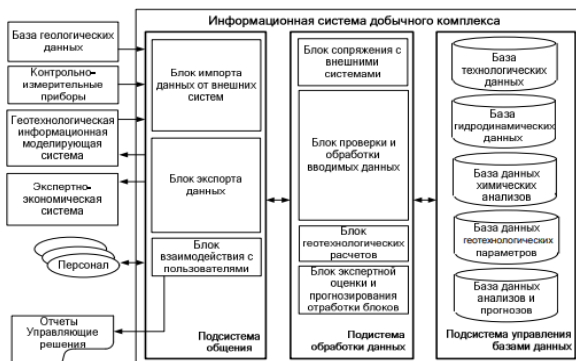 Информационная система добычного комплекса
База геологических
данных
Контрольно-
измерительные
приборы
Геотехнологическая
информационная
моделирующая
система
Экспертно-
экономическая
система
Персонал
Отчеты
Управляющие
решения
Блок импорта
данных от внешних
систем
Блок экспорта
данных
Блок
взаимодействия с
пользователями
Подсистема
общения
Блок сопряжения с
внешними
системами
Блок проверки и
обработки
вводимых данных
Блок
геотехнологических
расчетов
Блок экспертной
оценки и
прогнозирования
отработки блоков
Подистема
обработки данных
База
технологических
данных
База
гидродинамических
данных
База данных
химических
анализов
База данных
геотехнологических
параметров
База данных
анализов и
прогнозов
Подсистема управления
базами данных